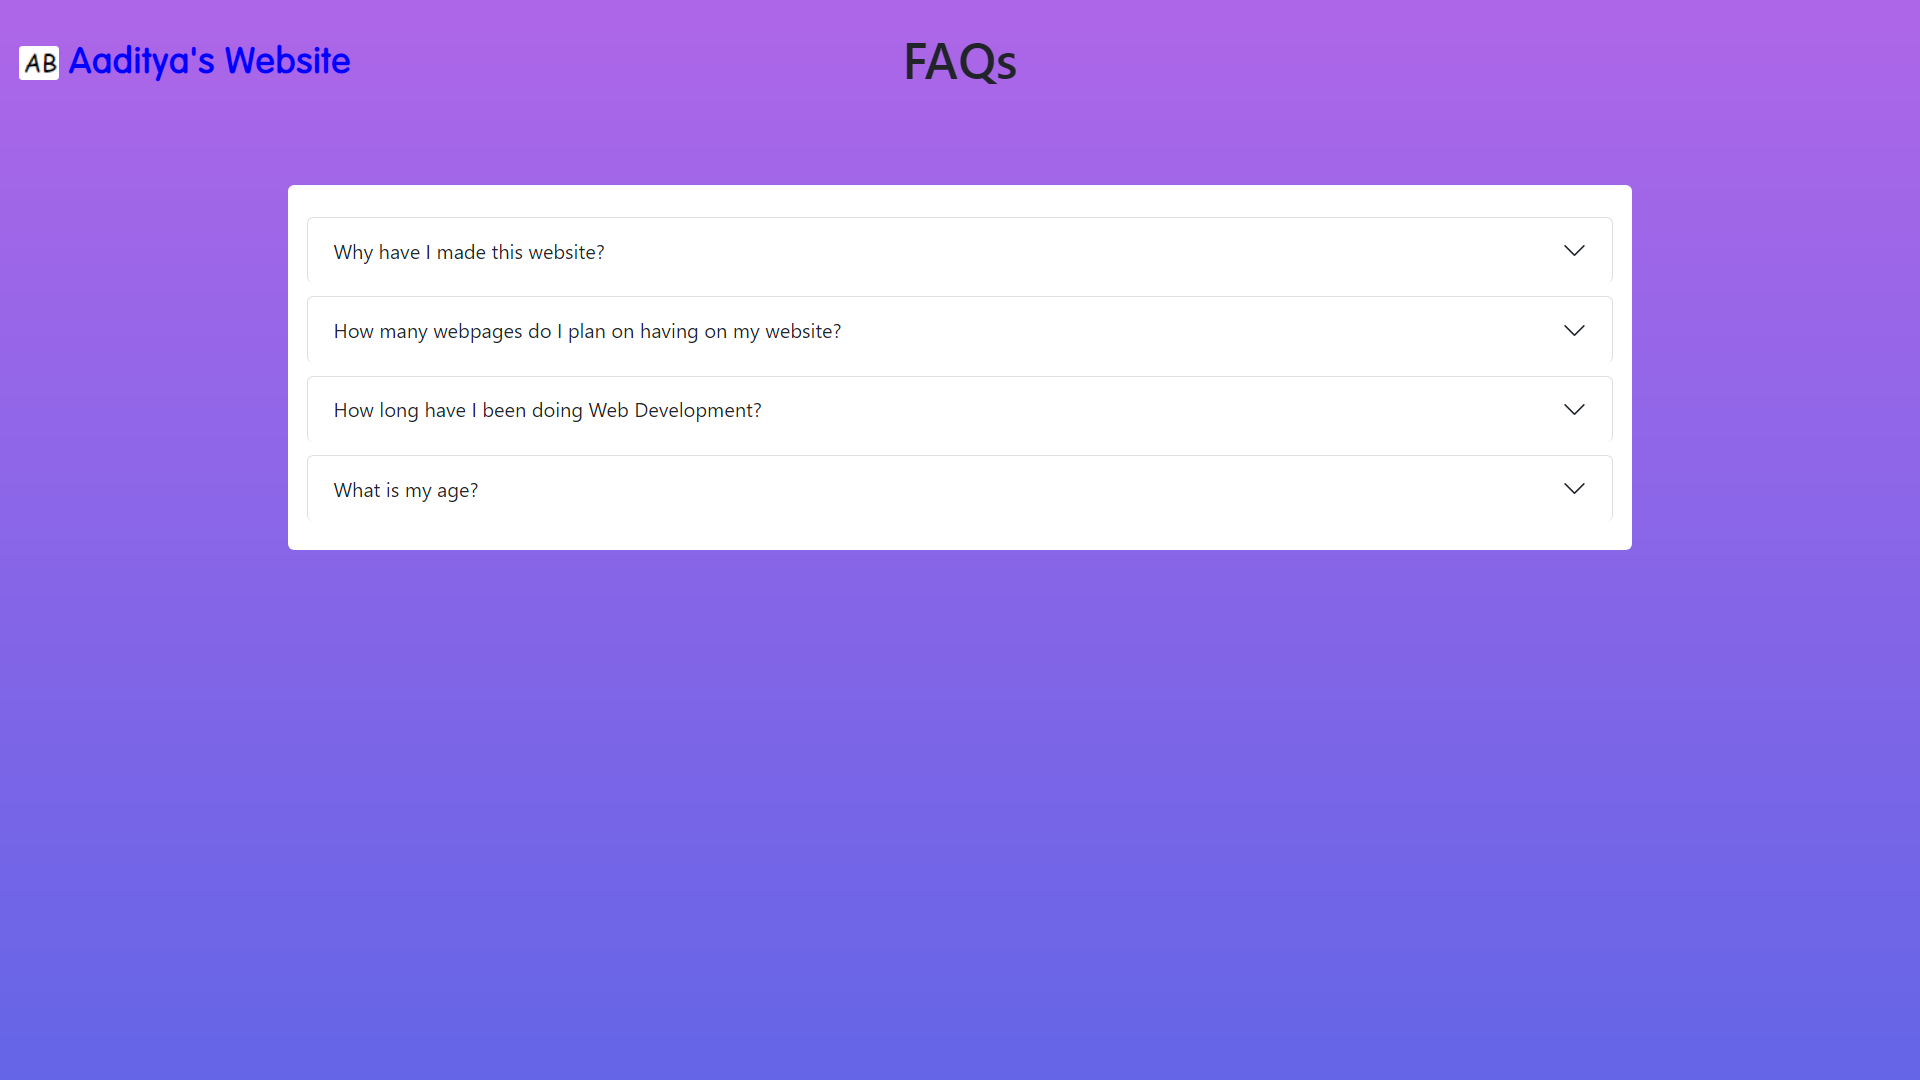 AB Aaditya's Website
FAQs
Why have I made this website?
How many webpages do I plan on having on my website?
How long have I been doing Web Development?
What is my age?